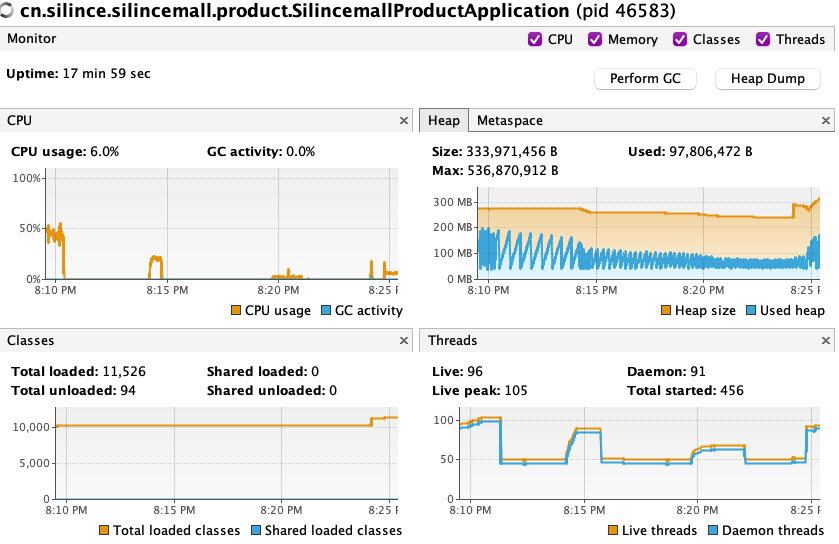 cn.silince.silincemall.product.SilincemallProductApplication (pid 46583)
Monitor
CPU Memory Classes Threads
Uptime: 17 min 59 sec
Perform GC Heap Dump
CPU ×
CPU usage: 6.0% GC activity: 0.0%
100%
50%
0%
8:10 PM 8:15 PM 8:20 PM 8:25 F
CPU usage GC activity
Heap Metaspace ×
Size: 333,971,456 B Used: 97,806,472 B
Max: 536,870,912 B
300 MB
200 MB
100 MB
0 MB
8:10 PM 8:15 PM 8:20 PM 8:25 F
Heap size Used heap
Classes ×
Total loaded: 11,526 Shared loaded: 0
Total unloaded: 94 Shared unloaded: 0
10,000
5,000
0
8:10 PM 8:15 PM 8:20 PM 8:25 F
Total loaded classes Shared loaded classes
Threads ×
Live: 96 Daemon: 91
Live peak: 105 Total started: 456
100
50
0
8:10 PM 8:15 PM 8:20 PM 8:25 F
Live threads Daemon threads